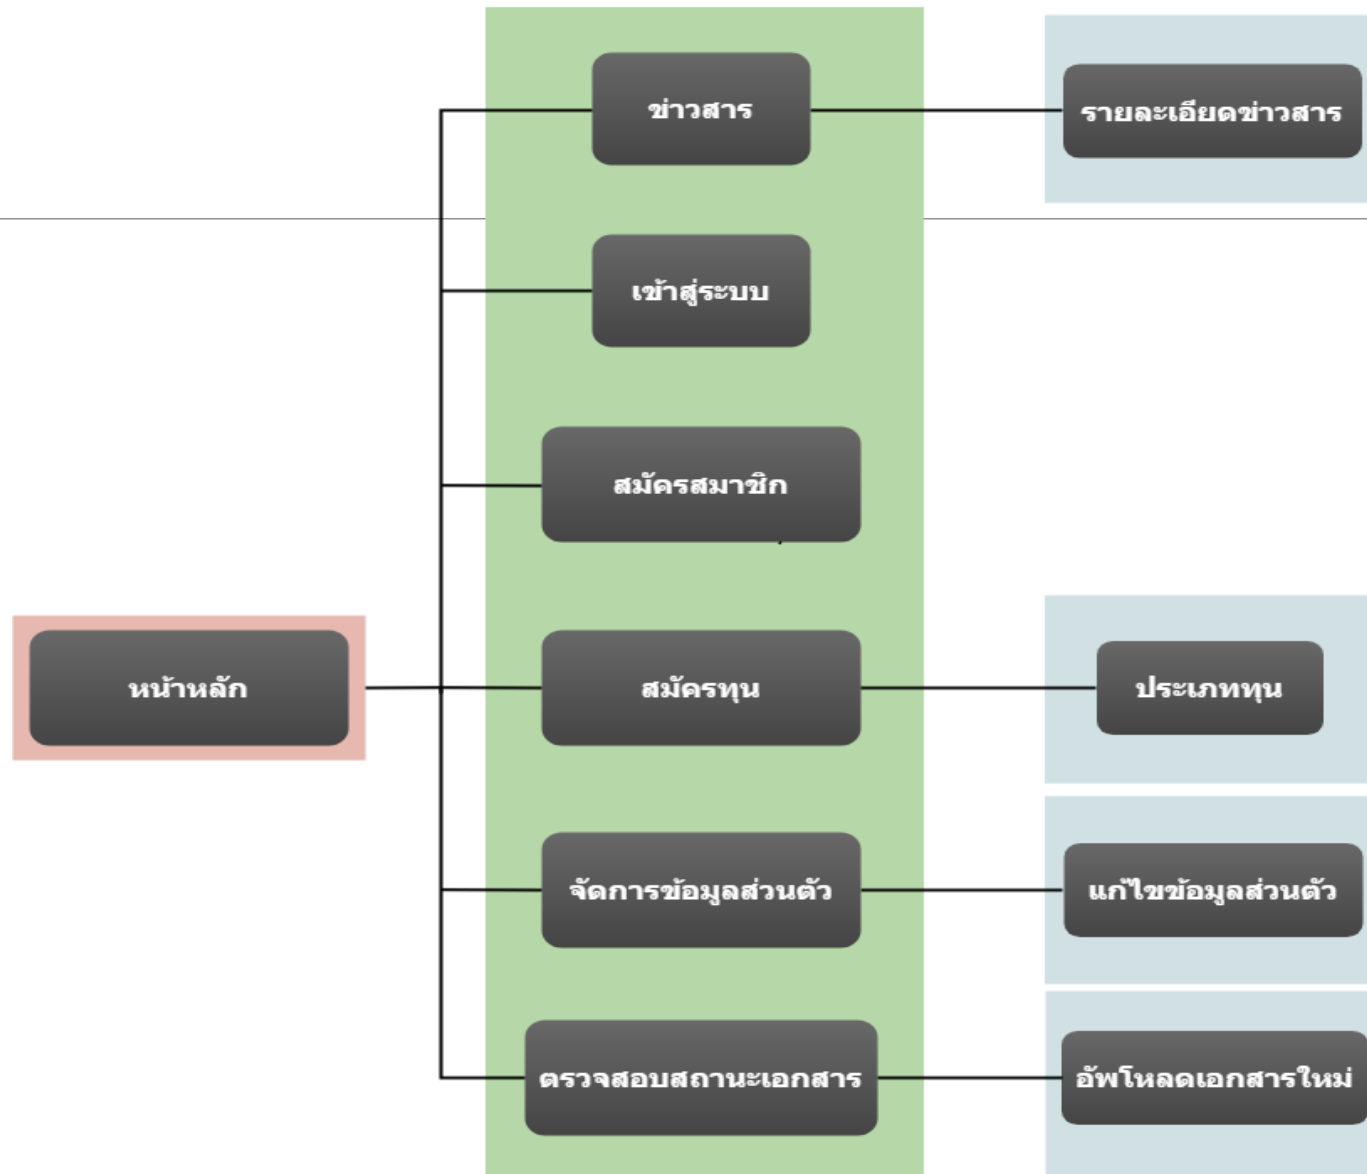 ข่าวสาร
รายละเอียดข่าวสาร
เข้าสู่ระบบ
สมัครสมาชิก
หน้าหลัก
สมัครทุน
ประเภททุน
จัดการข้อมูลส่วนตัว
แก้ไขข้อมูลส่วนตัว
ตรวจสอบสถานะเอกสาร
อัพโหลดเอกสารใหม่